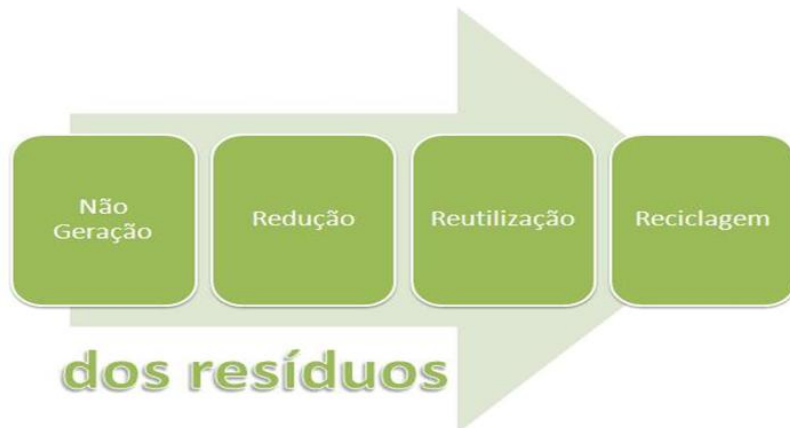 Não
Geração
Redução
Reutilização
Reciclagem
dos resíduos